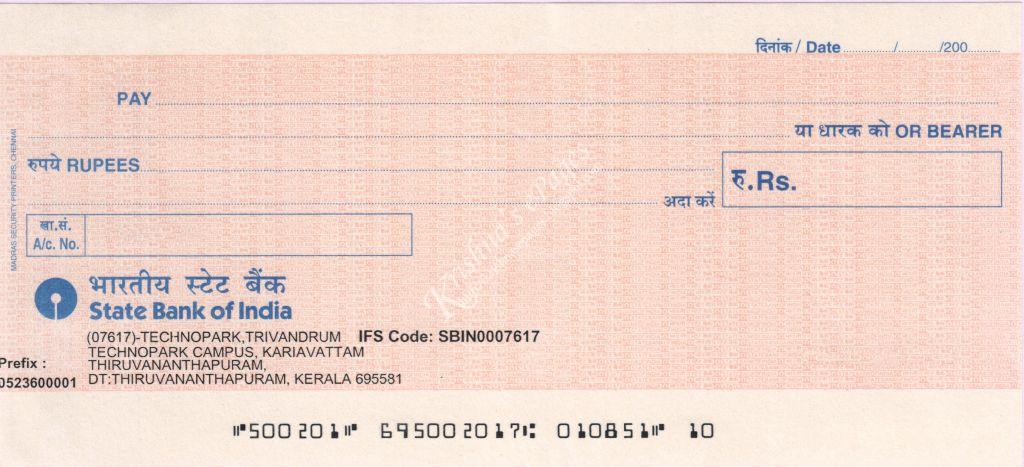 दिनांक / Date ........../........../200..........
PAY
या धारक को OR BEARER
रुपये RUPEES
रु.Rs.
अदा करें
खा.सं.
A/c. No.
MADRAS SECURITY PRINTERS, CHENNAI
भारतीय स्टेट बैंक
State Bank of India
(07617)-TECHNOPARK,TRIVANDRUM IFS Code: SBIN0007617
TECHNOPARK CAMPUS, KARIAVATTAM
THIRUVANANTHAPURAM,
DT:THIRUVANANTHAPURAM, KERALA 695581
Prefix :
0523600001
⑈500201⑈ 695002017⑆ 010851⑈ 10
Krishna's ePages